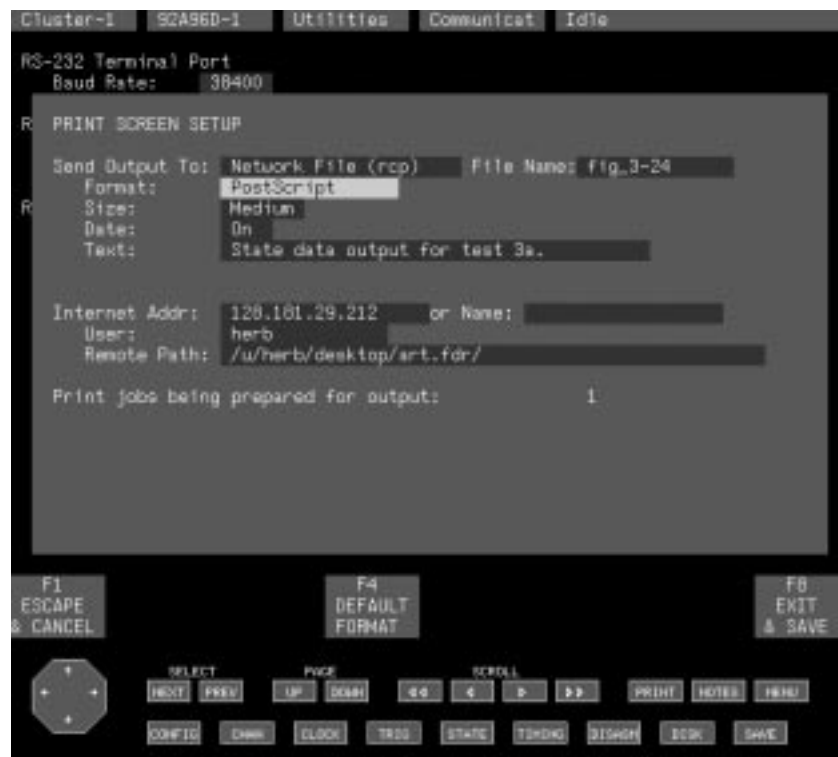 Cluster-1 92A96D-1 Utilities Communicat Idle
RS-232 Terminal Port
Baud Rate: 38400
R PRINT SCREEN SETUP
Send Output To: Network File (rcp) File Name: fig_3-24
Format: PostScript
R Size: Medium
Date: On
Text: State data output for test 3a.
Internet Addr: 128.181.29.212 or Name:
User: herb
Remote Path: /u/herb/desktop/art.fdr/
Print jobs being prepared for output: 1
F1 F4 F8
ESCAPE DEFAULT EXIT
& CANCEL FORMAT & SAVE
SELECT PAGE SCROLL
NEXT PREV UP DOWN PRINT NOTES MENU
CONFIG CHAN CLOCK TRIG STATE TIMING DISASM DISK SAVE